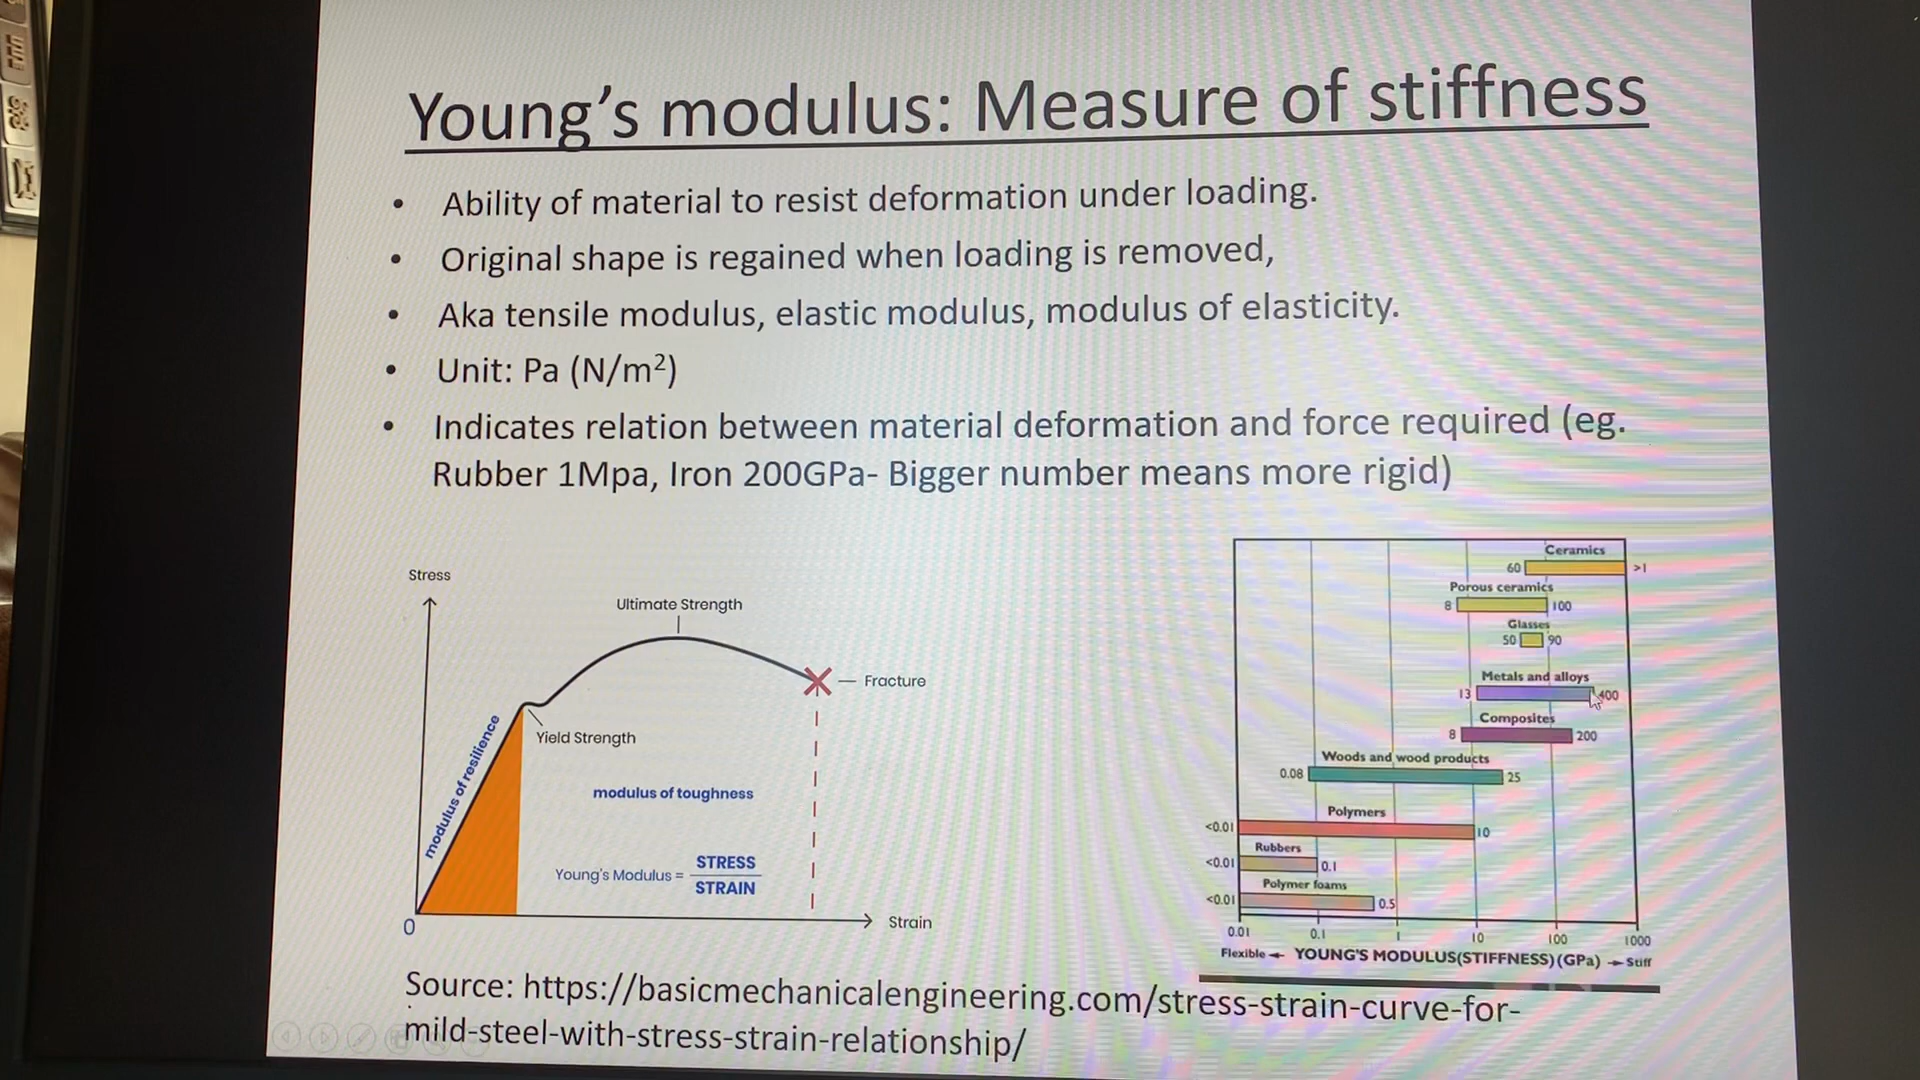 Young's modulus: Measure of stiffness
• Ability of material to resist deformation under loading.
• Original shape is regained when loading is removed,
• Aka tensile modulus, elastic modulus, modulus of elasticity.
• Unit: Pa (N/m²)
• Indicates relation between material deformation and force required (eg.
Rubber 1Mpa, Iron 200GPa- Bigger number means more rigid)
Stress
Ultimate Strength
Fracture
Yield Strength
modulus of resilience
modulus of toughness
Young's Modulus = STRESS
STRAIN
0
Strain
Ceramics
60 >1
Porous ceramics
8 100
Glasses
50 90
Metals and alloys
13 400
Composites
8 200
Woods and wood products
0.08 25
Polymers
<0.01 10
Rubbers
<0.01 0.1
Polymer foams
<0.01 0.5
0.01 0.1 1 10 100 1000
Flexible ← YOUNG'S MODULUS(STIFFNESS)(GPa) → Stiff
Source: https://basicmechanicalengineering.com/stress-strain-curve-for-
mild-steel-with-stress-strain-relationship/